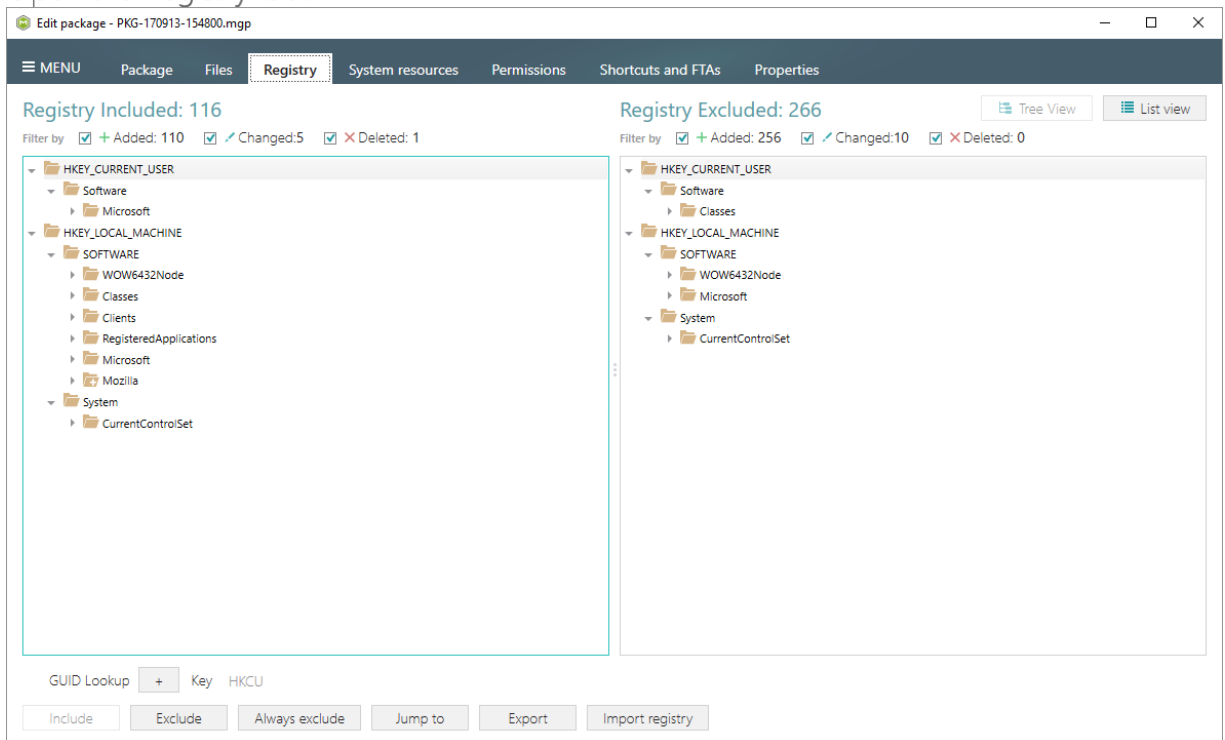 Edit package - PKG-170913-154800.mgp
MENU Package Files Registry System resources Permissions Shortcuts and FTAs Properties
Registry Included: 116
Filter by + Added: 110 Changed:5 Deleted: 1
HKEY_CURRENT_USER
Software
Microsoft
HKEY_LOCAL_MACHINE
SOFTWARE
WOW6432Node
Classes
Clients
RegisteredApplications
Microsoft
Mozilla
System
CurrentControlSet
Registry Excluded: 266
Tree View List view
Filter by + Added: 256 Changed:10 Deleted: 0
HKEY_CURRENT_USER
Software
Classes
HKEY_LOCAL_MACHINE
SOFTWARE
WOW6432Node
Microsoft
System
CurrentControlSet
GUID Lookup + Key HKCU
Include Exclude Always exclude Jump to Export Import registry